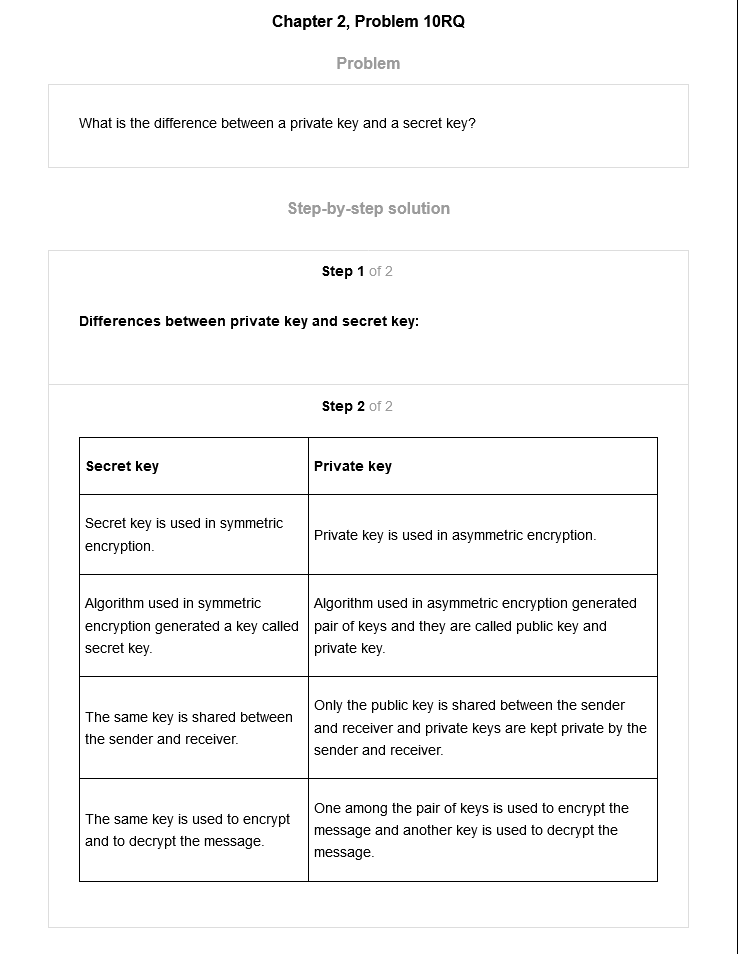 Chapter 2, Problem 10RQ
Problem
What is the difference between a private key and a secret key?
Step-by-step solution
Step 1 of 2
Differences between private key and secret key:
Step 2 of 2
Secret key
Private key
Secret key is used in symmetric
encryption.
Private key is used in asymmetric encryption.
Algorithm used in symmetric
encryption generated a key called
secret key.
Algorithm used in asymmetric encryption generated
pair of keys and they are called public key and
private key.
The same key is shared between
the sender and receiver.
Only the public key is shared between the sender
and receiver and private keys are kept private by the
sender and receiver.
The same key is used to encrypt
and to decrypt the message.
One among the pair of keys is used to encrypt the
message and another key is used to decrypt the
message.